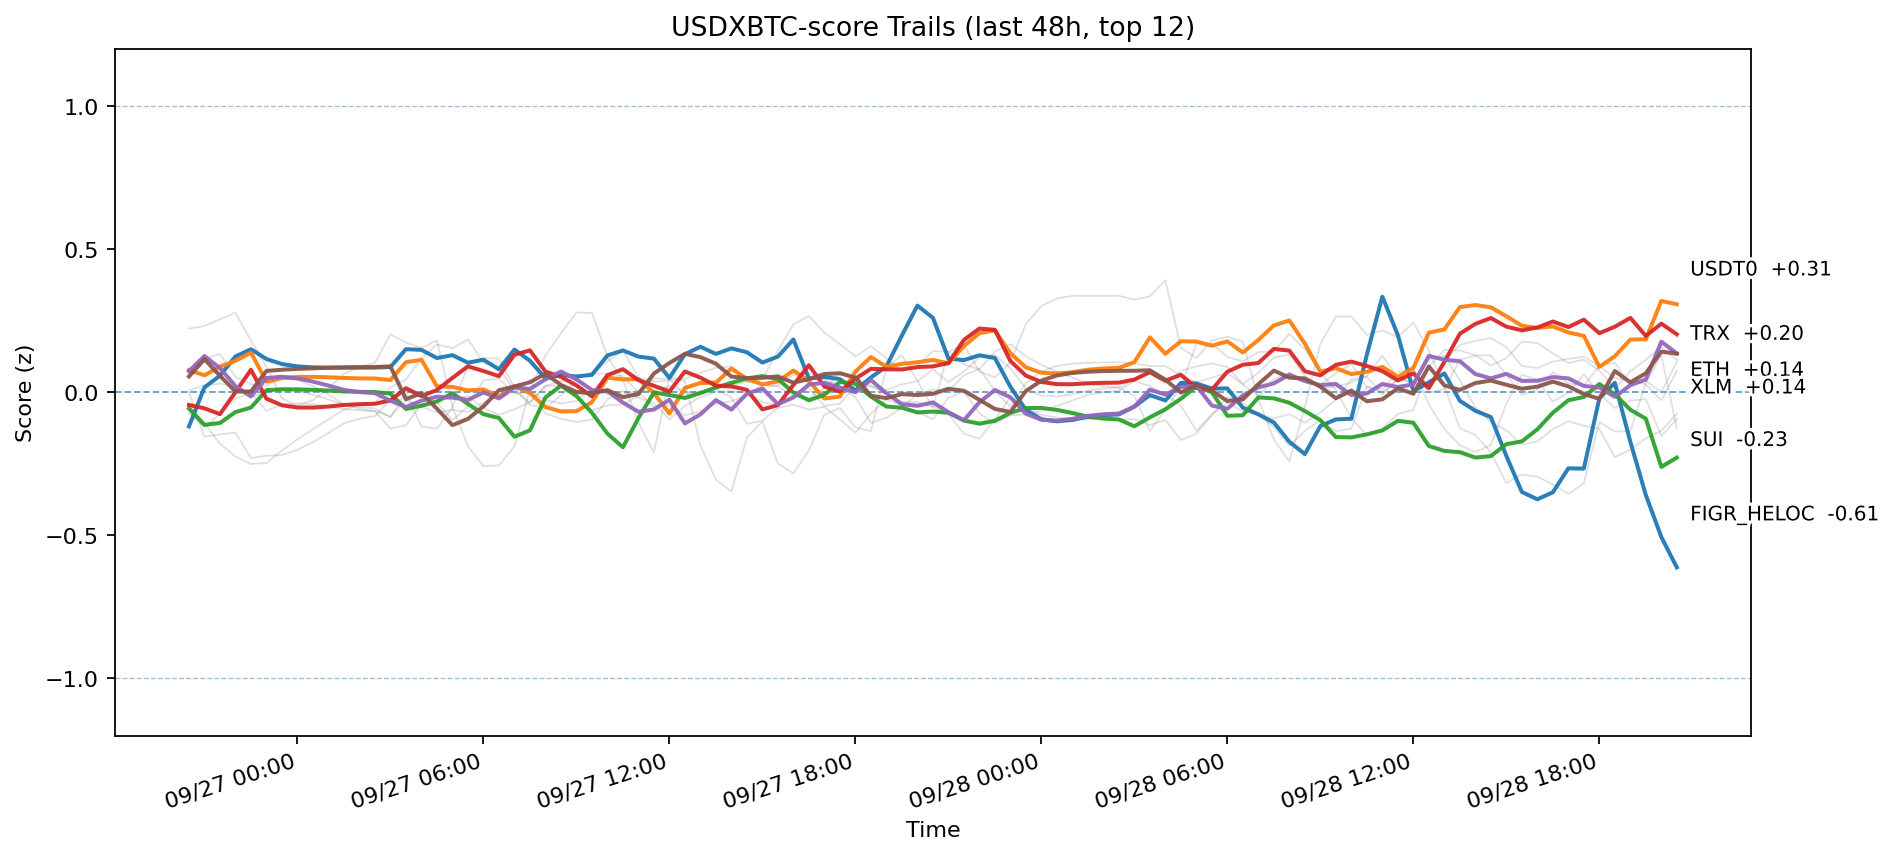 USDXBTC-score Trails (last 48h, top 12)
1.0
0.5
0.0
−0.5
−1.0
Score (z)
USDT0 +0.31
TRX +0.20
ETH +0.14
XLM +0.14
SUI -0.23
FIGR_HELOC -0.61
09/27 00:00
09/27 06:00
09/27 12:00
09/27 18:00
09/28 00:00
09/28 06:00
09/28 12:00
09/28 18:00
Time